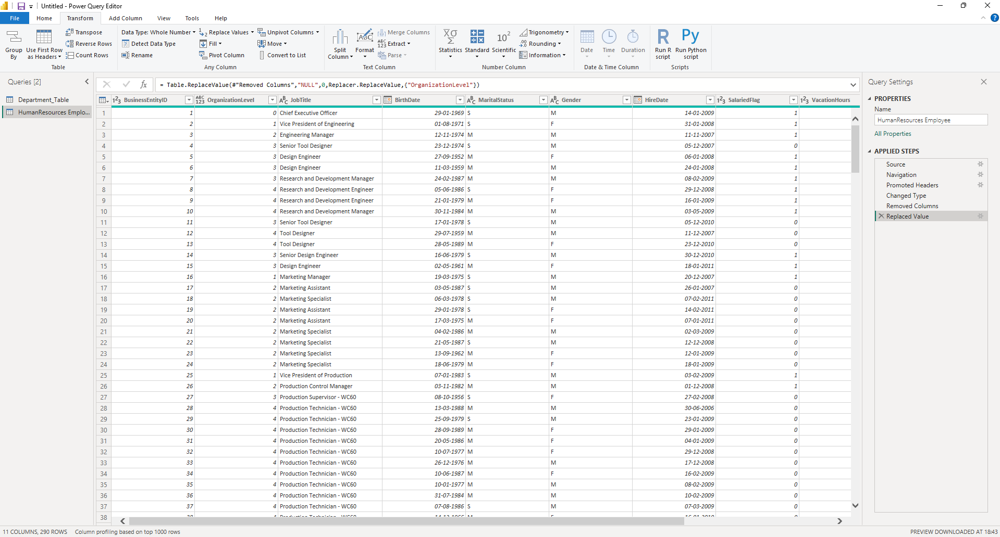 Untitled - Power Query Editor
File Home Transform Add Column View Tools Help
Group By
Use First Row as Headers
Transpose
Reverse Rows
Count Rows
Table
Data Type: Whole Number
Detect Data Type
Rename
Replace Values
Fill
Pivot Column
Unpivot Columns
Move
Convert to List
Any Column
Split Column
Format
Merge Columns
Extract
Parse
Text Column
Statistics
Standard
Scientific
Trigonometry
Rounding
Information
Number Column
Date
Time
Duration
Date & Time Column
Run R script
Run Python script
Scripts
Queries [2]
Department_Table
HumanResources Emplo...
= Table.ReplaceValue(#"Removed Columns","NULL",0,Replacer.ReplaceValue,{"OrganizationLevel"})
BusinessEntityID OrganizationLevel JobTitle BirthDate MaritalStatus Gender HireDate SalariedFlag VacationHours
1 1 0 Chief Executive Officer 29-01-1969 S M 14-01-2009 1
2 2 1 Vice President of Engineering 01-08-1971 S F 31-01-2008 1
3 3 2 Engineering Manager 12-11-1974 M M 11-11-2007 1
4 4 3 Senior Tool Designer 23-12-1974 S M 05-12-2007 0
5 5 3 Design Engineer 27-09-1952 M F 06-01-2008 1
6 6 3 Design Engineer 11-03-1959 M M 24-01-2008 1
7 7 3 Research and Development Manager 24-02-1987 M M 08-02-2009 1
8 8 4 Research and Development Engineer 05-06-1986 S F 29-12-2008 1
9 9 4 Research and Development Engineer 21-01-1979 M F 16-01-2009 1
10 10 4 Research and Development Manager 30-11-1984 M M 03-05-2009 1
11 11 3 Senior Tool Designer 17-01-1978 S M 05-12-2010 0
12 12 4 Tool Designer 29-07-1959 M M 11-12-2007 0
13 13 4 Tool Designer 28-05-1989 M F 23-12-2010 0
14 14 3 Senior Design Engineer 16-06-1979 S M 30-12-2010 1
15 15 3 Design Engineer 02-05-1961 M F 18-01-2011 1
16 16 1 Marketing Manager 19-03-1975 S M 20-12-2007 1
17 17 2 Marketing Assistant 03-05-1987 S M 26-01-2007 0
18 18 2 Marketing Specialist 06-03-1978 S M 07-02-2011 0
19 19 2 Marketing Assistant 29-01-1978 S F 14-02-2011 0
20 20 2 Marketing Assistant 17-03-1975 M F 07-01-2011 0
21 21 2 Marketing Specialist 04-02-1986 M M 02-03-2009 0
22 22 2 Marketing Specialist 21-05-1987 S M 12-12-2008 0
23 23 2 Marketing Specialist 13-09-1962 M F 12-01-2009 0
24 24 2 Marketing Specialist 18-06-1979 M F 18-01-2009 0
25 25 1 Vice President of Production 07-01-1983 S M 03-02-2009 1
26 26 2 Production Control Manager 03-11-1982 M M 01-12-2008 1
27 27 3 Production Supervisor - WC60 08-10-1956 S F 27-02-2008 0
28 28 4 Production Technician - WC60 13-03-1988 M M 30-06-2006 0
29 29 4 Production Technician - WC60 25-09-1979 S M 23-01-2009 0
30 30 4 Production Technician - WC60 28-09-1989 M F 29-01-2009 0
31 31 4 Production Technician - WC60 20-05-1986 M F 04-01-2009 0
32 32 4 Production Technician - WC60 10-07-1977 M F 29-12-2008 0
33 33 4 Production Technician - WC60 26-12-1976 M M 17-12-2008 0
34 34 4 Production Technician - WC60 10-06-1987 M F 16-02-2009 0
35 35 4 Production Technician - WC60 10-01-1977 M M 08-02-2009 0
36 36 4 Production Technician - WC60 31-07-1984 M M 10-02-2009 0
37 37 4 Production Technician - WC60 07-08-1986 S M 07-03-2009 0
38
Query Settings
PROPERTIES
Name
HumanResources Employee
All Properties
APPLIED STEPS
Source
Navigation
Promoted Headers
Changed Type
Removed Columns
Replaced Value
11 COLUMNS, 290 ROWS Column profiling based on top 1000 rows
PREVIEW DOWNLOADED AT 18:43